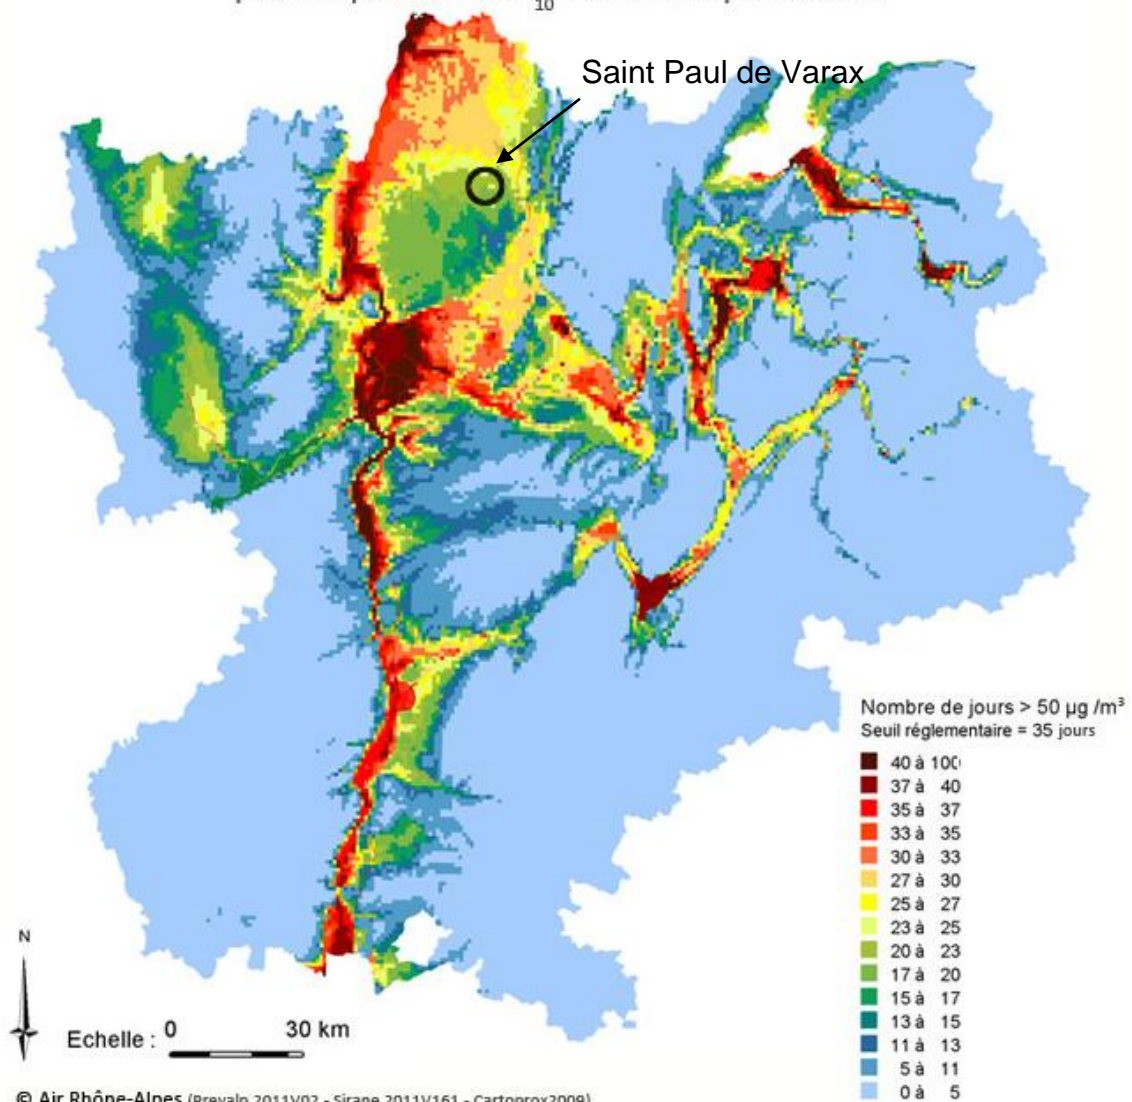 10
Saint Paul de Varax
Nombre de jours > 50 µg /m³
Seuil réglementaire = 35 jours
40 à 100
37 à 40
35 à 37
33 à 35
30 à 33
27 à 30
25 à 27
23 à 25
20 à 23
17 à 20
15 à 17
13 à 15
11 à 13
5 à 11
0 à 5
N
Echelle : 0 30 km
© Air Rhône-Alpes (Prevalp 2011V02 - Sirane 2011V161 - Cartoprox2009)